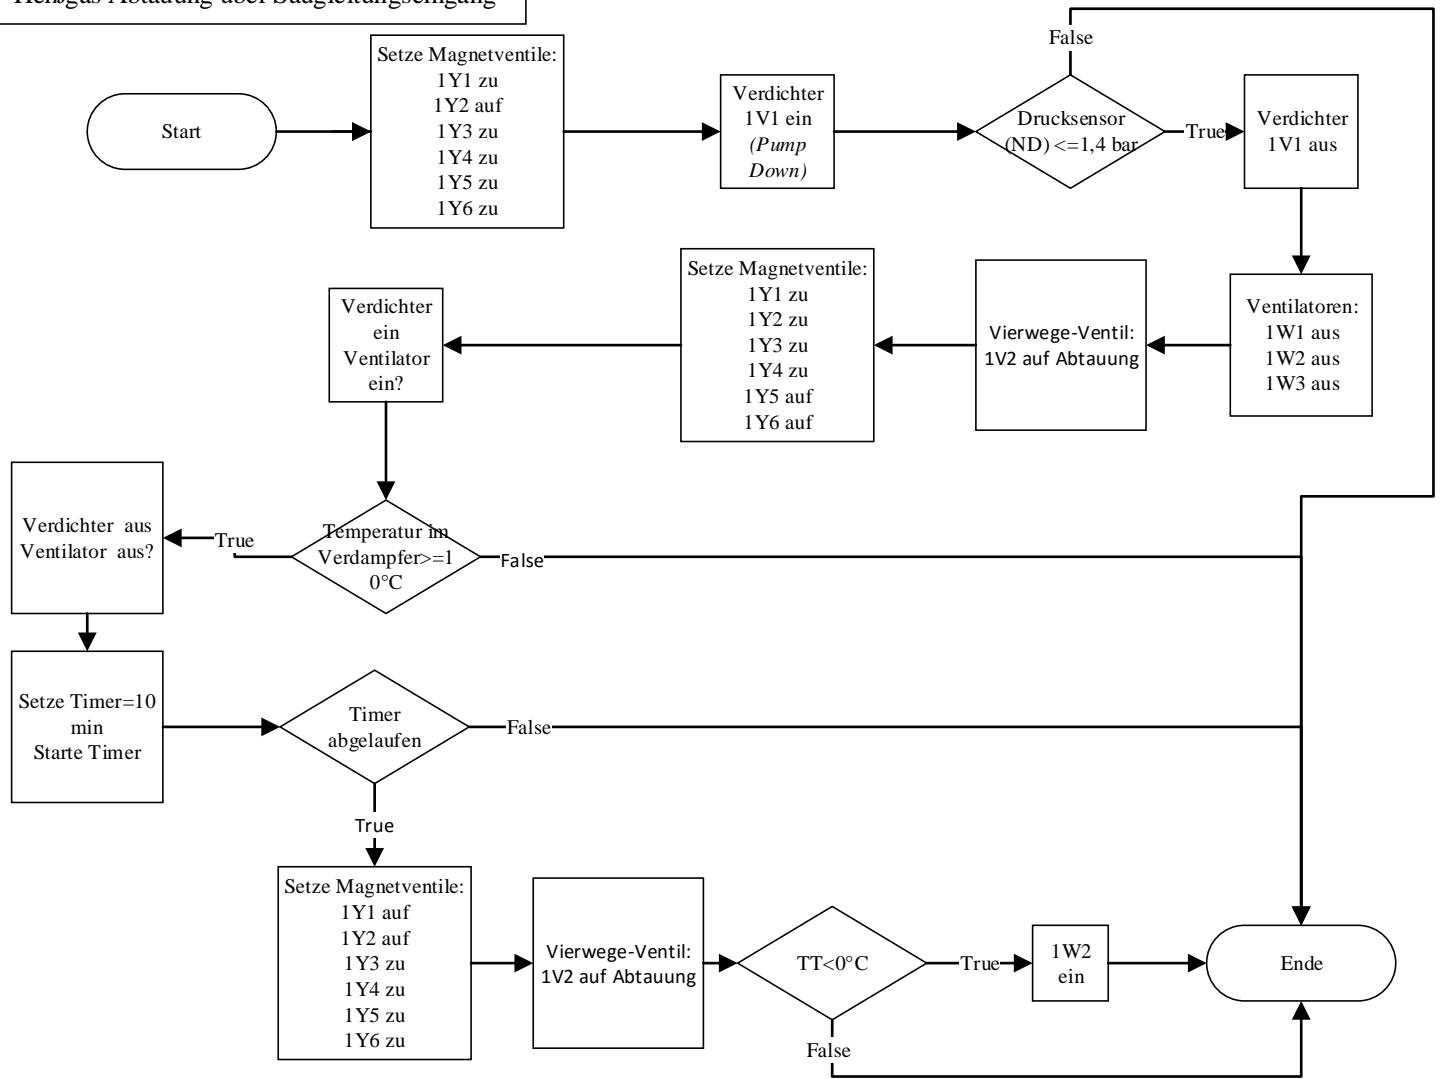 Heißgas Abtauung über Saugleitungseingang
False
Setze Magnetventile:
1Y1 zu
1Y2 auf
1Y3 zu
1Y4 zu
1Y5 zu
1Y6 zu
Start
Verdichter
1V1 ein
(Pump
Down)
Drucksensor
(ND) <=1,4 bar
True
Verdichter
1V1 aus
Ventilatoren:
1W1 aus
1W2 aus
1W3 aus
Vierwege-Ventil:
1V2 auf Abtauung
Setze Magnetventile:
1Y1 zu
1Y2 zu
1Y3 zu
1Y4 zu
1Y5 auf
1Y6 auf
Verdichter
ein
Ventilator
ein?
Temperatur im
Verdampfer>=1
0°C
False
True
Verdichter aus
Ventilator aus?
Setze Timer=10
min
Starte Timer
Timer
abgelaufen
False
True
Setze Magnetventile:
1Y1 auf
1Y2 auf
1Y3 zu
1Y4 zu
1Y5 zu
1Y6 zu
Vierwege-Ventil:
1V2 auf Abtauung
TT<0°C
True
1W2
ein
Ende
False